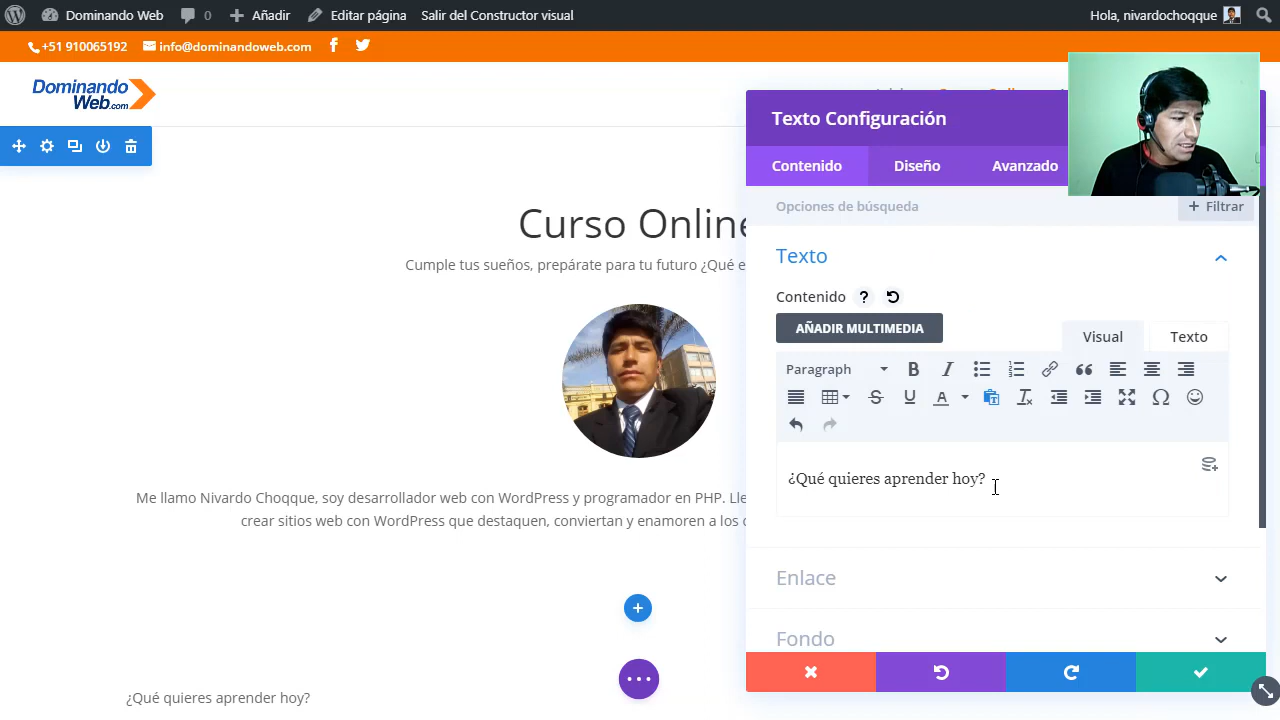 Dominando Web
0
Añadir
Editar página
Salir del Constructor visual
Hola, nivardochoqque
+51 910065192
info@dominandoweb.com
Dominando
Web.com
Texto Configuración
Contenido
Diseño
Avanzado
Opciones de búsqueda
+ Filtrar
Curso Online
Cumple tus sueños, prepárate para tu futuro ¿Qué e
Texto
Contenido
?
AÑADIR MULTIMEDIA
Visual
Texto
Paragraph
¿Qué quieres aprender hoy?
Me llamo Nivardo Choqque, soy desarrollador web con WordPress y programador en PHP. Lle
crear sitios web con WordPress que destaquen, conviertan y enamoren a los c
Enlace
Fondo
¿Qué quieres aprender hoy?